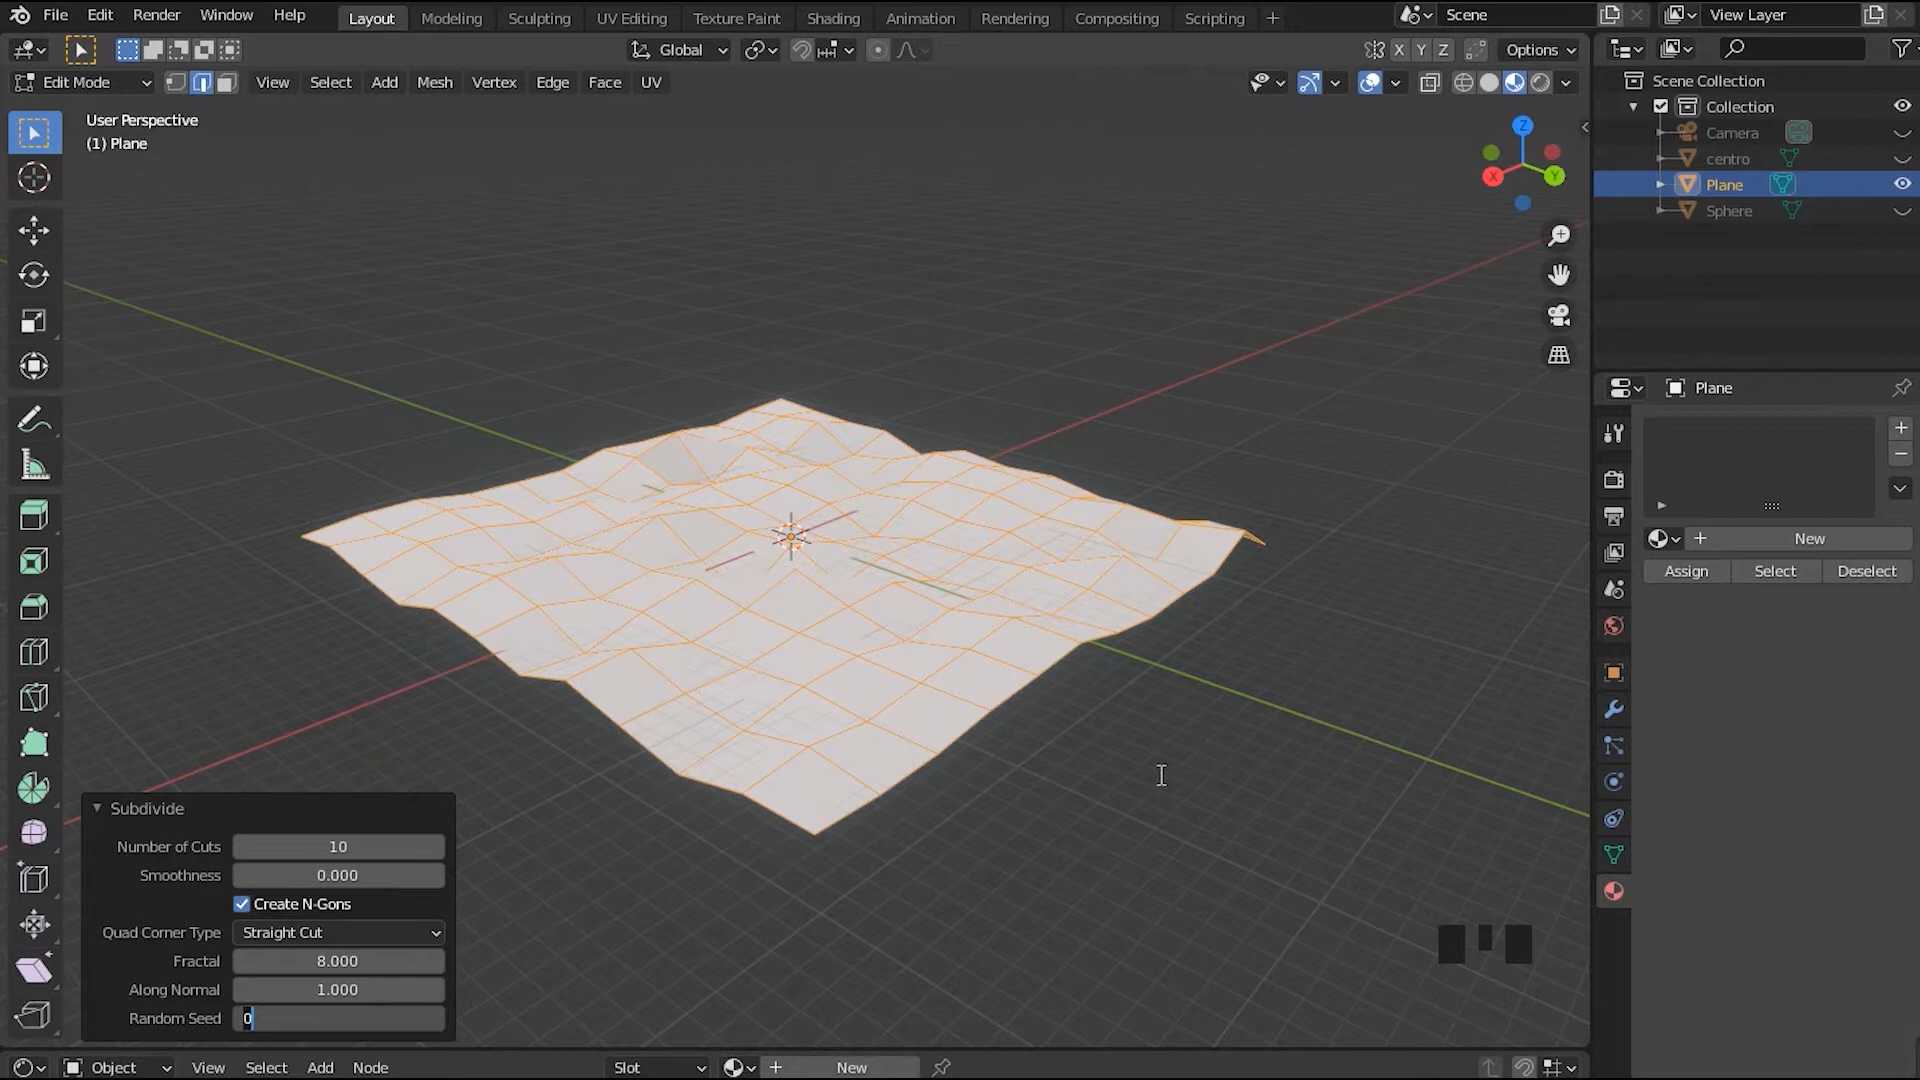 File Edit Render Window Help Layout Modeling Sculpting UV Editing Texture Paint Shading Animation Rendering Compositing Scripting + Scene View Layer
Global X Y Z Options
Edit Mode View Select Add Mesh Vertex Edge Face UV
User Perspective
(1) Plane
Z
X Y
Scene Collection
Collection
Camera
centro
Plane
Sphere
Plane
New
Assign Select Deselect
Subdivide
Number of Cuts 10
Smoothness 0.000
Create N-Gons
Quad Corner Type Straight Cut
Fractal 8.000
Along Normal 1.000
Random Seed 0
Object View Select Add Node Slot New